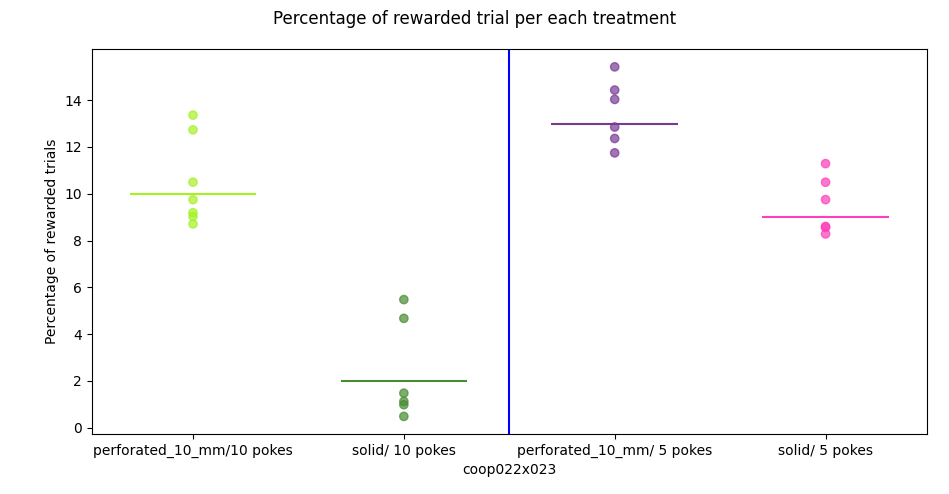 Percentage of rewarded trial per each treatment
Percentage of rewarded trials
14
12
10
8
6
4
2
0
perforated_10_mm/10 pokes
solid/ 10 pokes
perforated_10_mm/ 5 pokes
solid/ 5 pokes
coop022x023